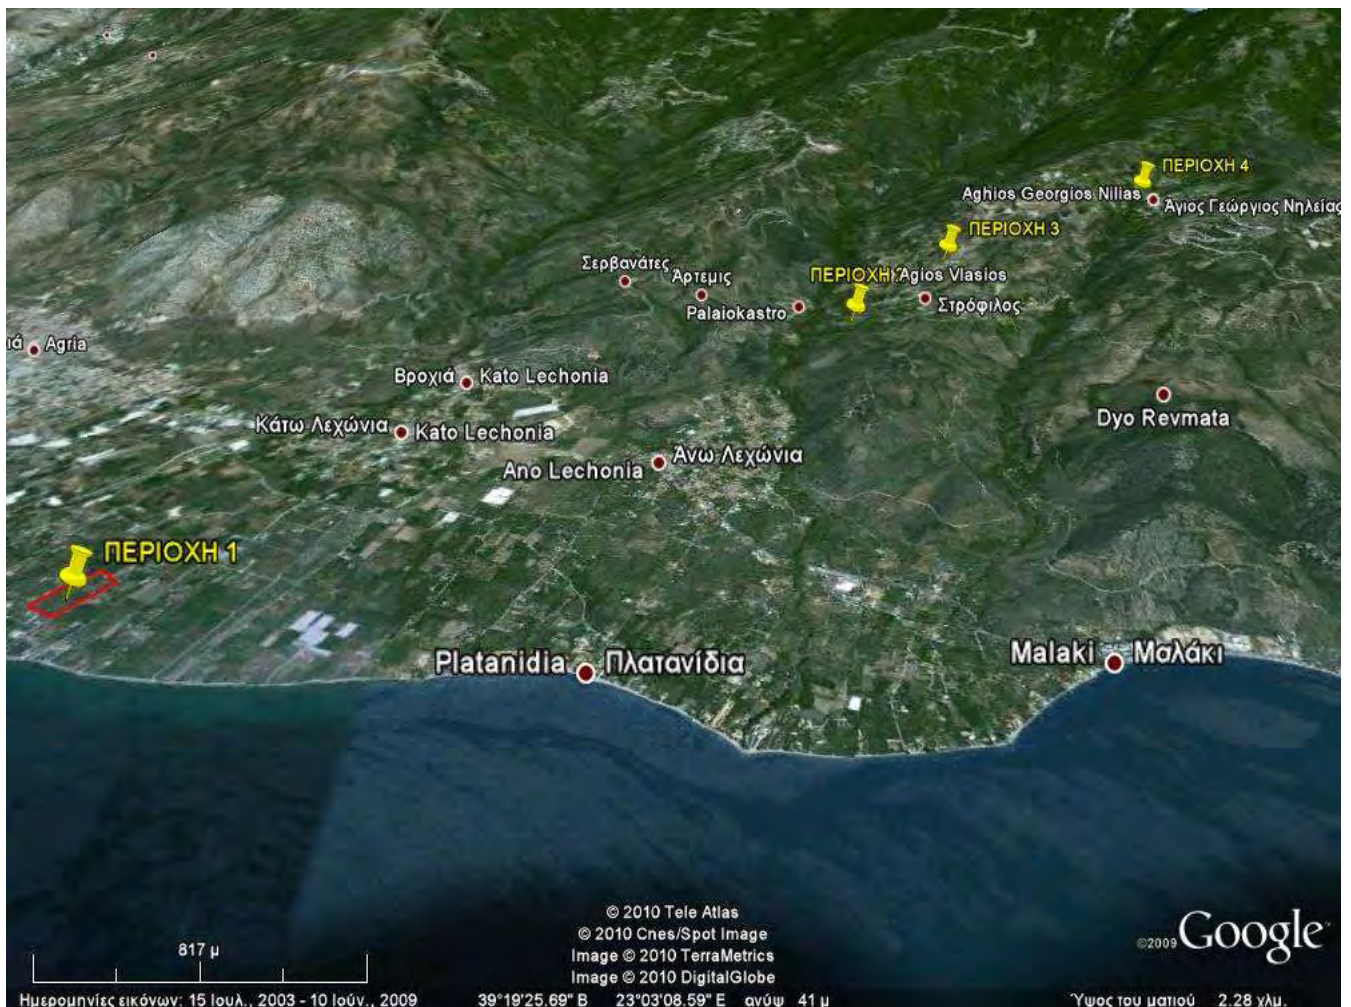 ΠΕΡΙΟΧΗ 4
Aghios Georgios Nilias
Άγιος Γεώργιος Νηλείας
ΠΕΡΙΟΧΗ 3
Σερβανάτες
Άρτεμις
ΠΕΡΙΟΧΗ
Agios Vlasios
Palaiokastro
Στρόφιλος
Agria
Βροχιά Kato Lechonia
Dyo Revmata
Κάτω Λεχώνια Kato Lechonia
Ano Lechonia Άνω Λεχώνια
ΠΕΡΙΟΧΗ 1
Platanidia Πλατανίδια
Malaki Μαλάκι
© 2010 Tele Atlas
© 2010 Cnes/Spot Image
Image © 2010 TerraMetrics
Image © 2010 DigitalGlobe
©2009 Google
817 μ
Ημερομηνίες εικόνων: 15 Ιουλ., 2003 - 10 Ιούν., 2009
39°19'25.69" Β 23°03'08.59" Ε ανύψ 41 μ
Ύψος του ματιού 2.28 χλμ.